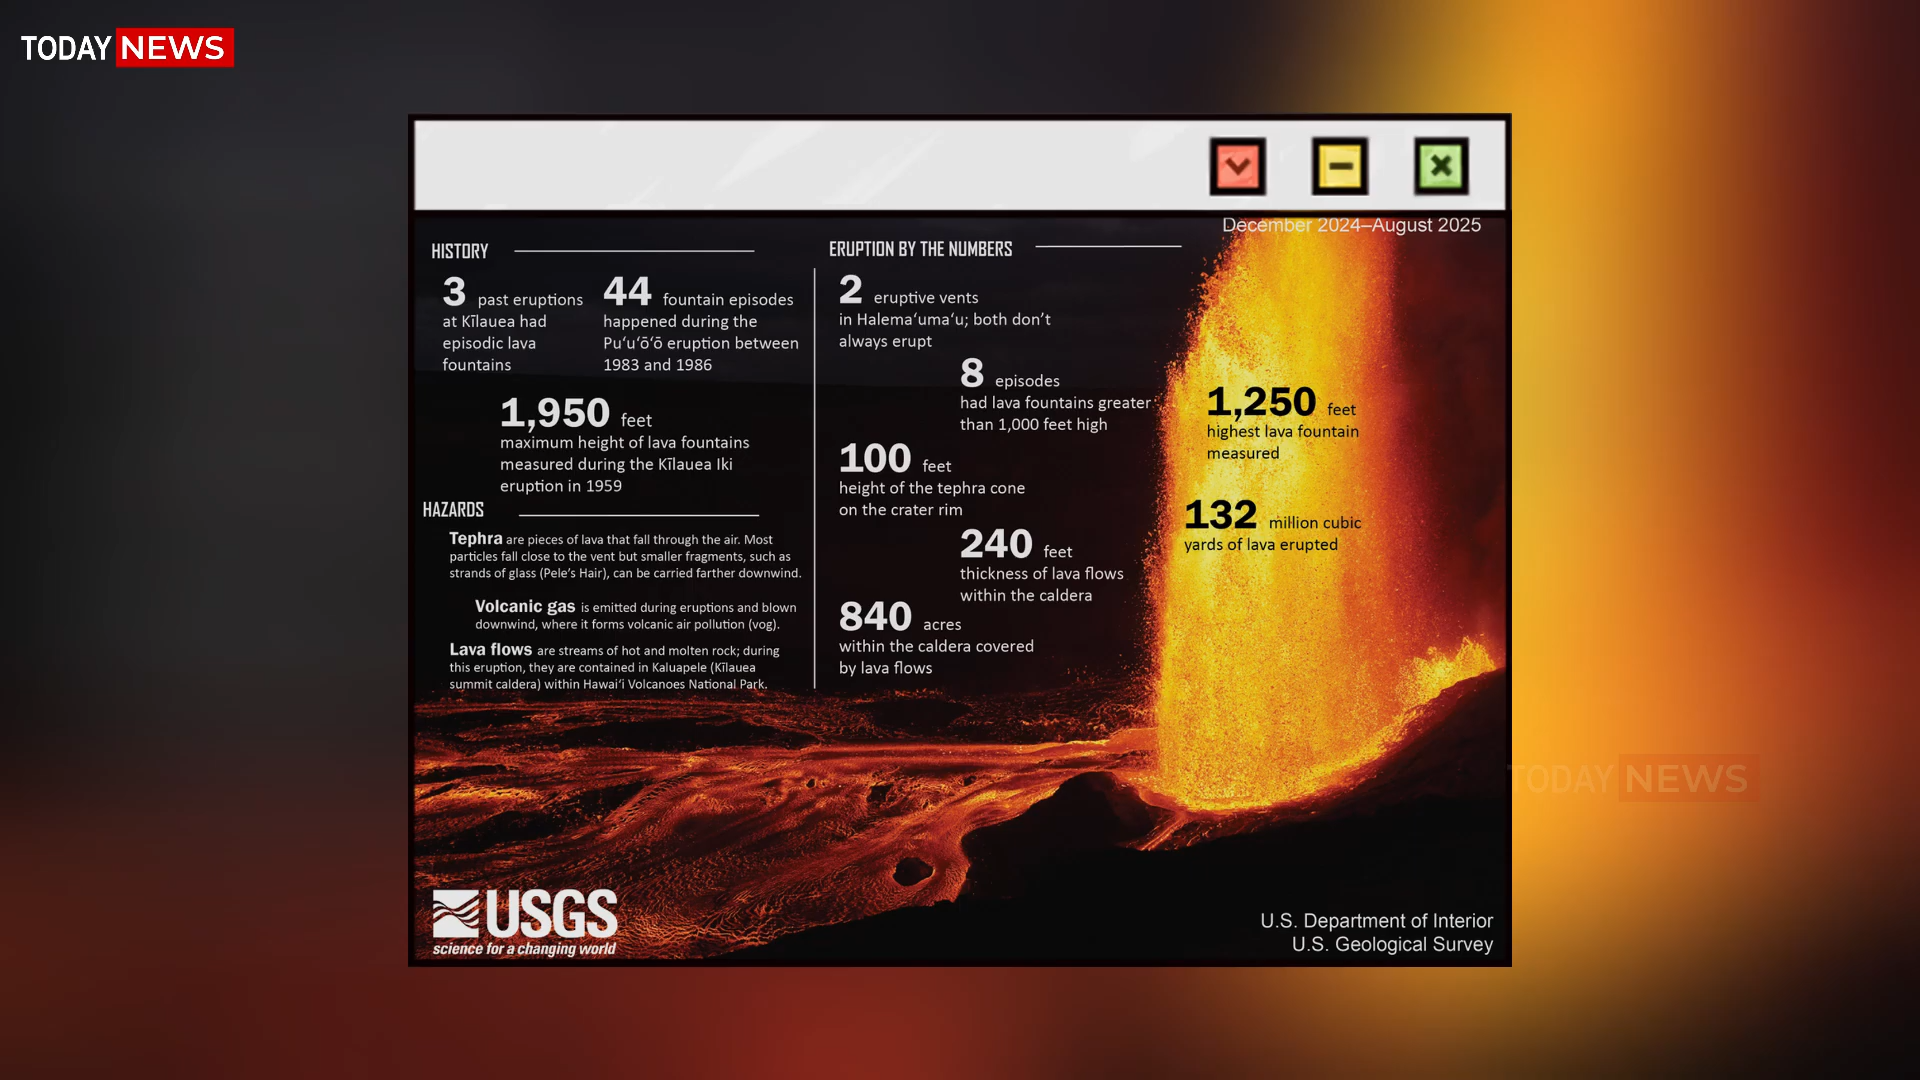 TODAY NEWS
December 2024–August 2025
HISTORY
3 past eruptions
at Kīlauea had
episodic lava
fountains
44 fountain episodes
happened during the
Puʻuʻōʻō eruption between
1983 and 1986
1,950 feet
maximum height of lava fountains
measured during the Kīlauea Iki
eruption in 1959
HAZARDS
Tephra are pieces of lava that fall through the air. Most
particles fall close to the vent but smaller fragments, such as
strands of glass (Pele's Hair), can be carried farther downwind.
Volcanic gas is emitted during eruptions and blown
downwind, where it forms volcanic air pollution (vog).
Lava flows are streams of hot and molten rock; during
this eruption, they are contained in Kaluapele (Kīlauea
summit caldera) within Hawaiʻi Volcanoes National Park.
ERUPTION BY THE NUMBERS
2 eruptive vents
in Halemaʻumaʻu; both don't
always erupt
8 episodes
had lava fountains greater
than 1,000 feet high
100 feet
height of the tephra cone
on the crater rim
240 feet
thickness of lava flows
within the caldera
840 acres
within the caldera covered
by lava flows
1,250 feet
highest lava fountain
measured
132 million cubic
yards of lava erupted
TODAY NEWS
USGS
science for a changing world
U.S. Department of Interior
U.S. Geological Survey